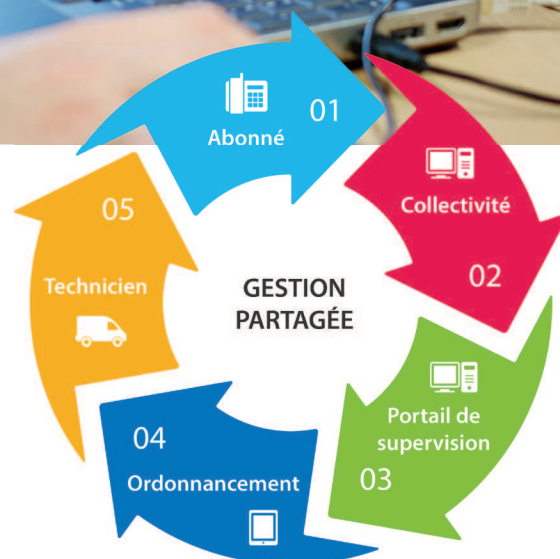 01
Abonné
Collectivité
02
Portail de
supervision
03
04
Ordonnancement
05
Technicien
GESTION
PARTAGÉE